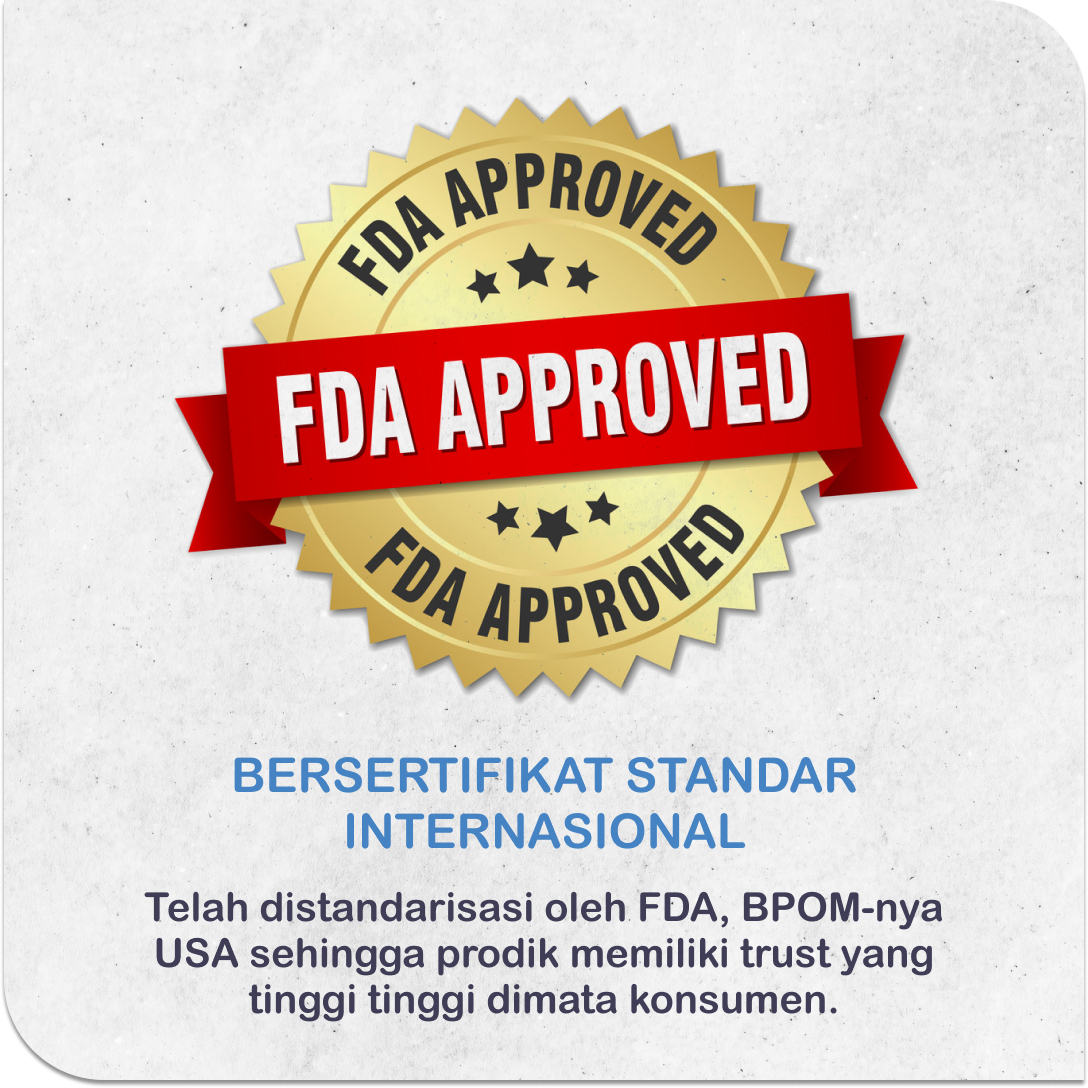 FDA APPROVED
FDA APPROVED
FDA APPROVED
BERSERTIFIKAT STANDAR
INTERNASIONAL
Telah distandarisasi oleh FDA, BPOM-nya
USA sehingga prodik memiliki trust yang
tinggi tinggi dimata konsumen.